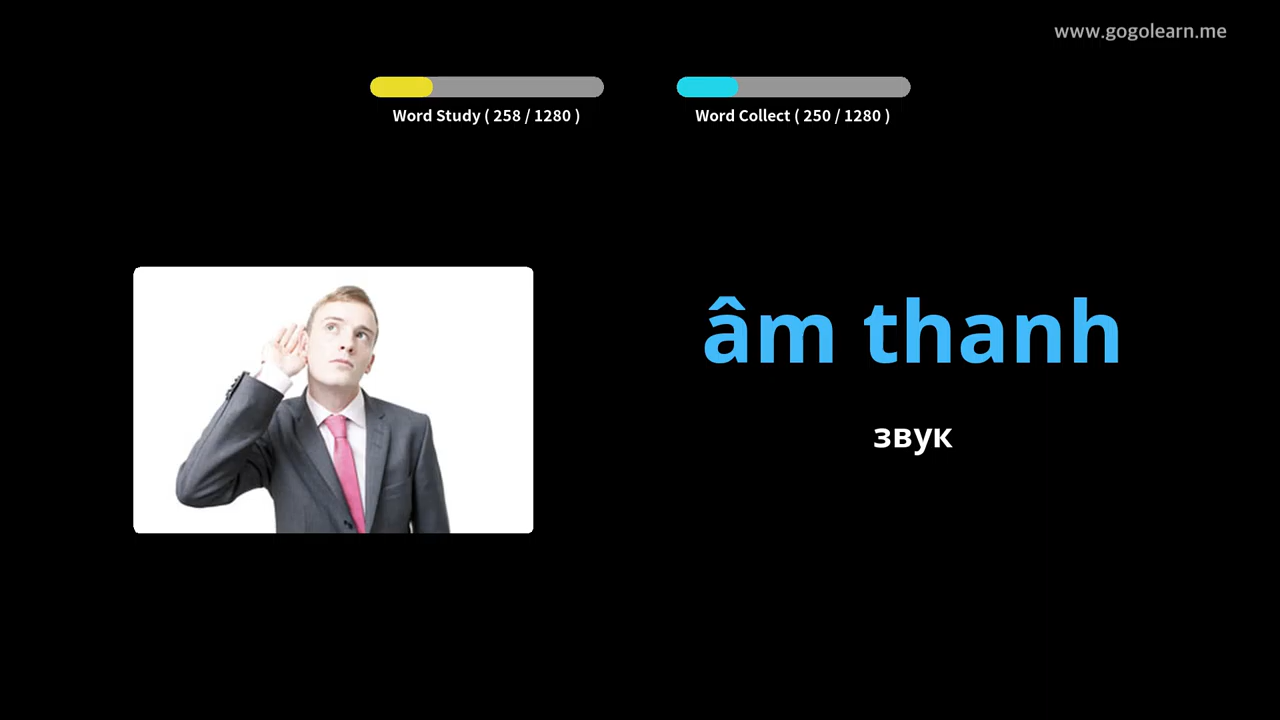 www.gogolearn.me
Word Study ( 258 / 1280 )
Word Collect ( 250 / 1280 )
âm thanh
звук